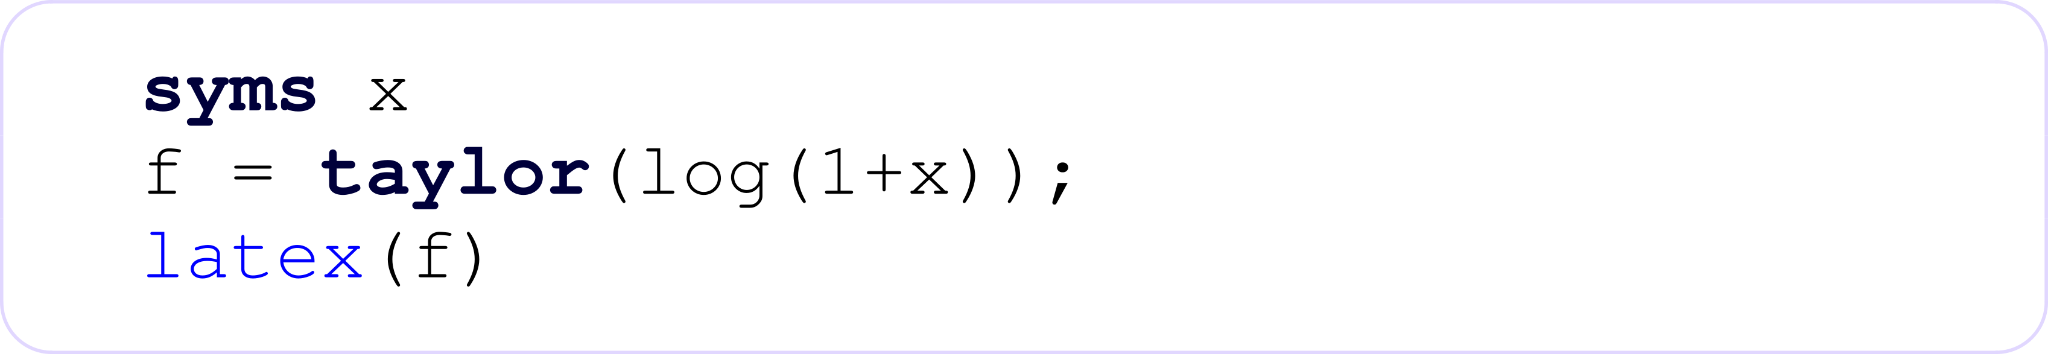 syms x
f = taylor(log(1+x));
latex(f)